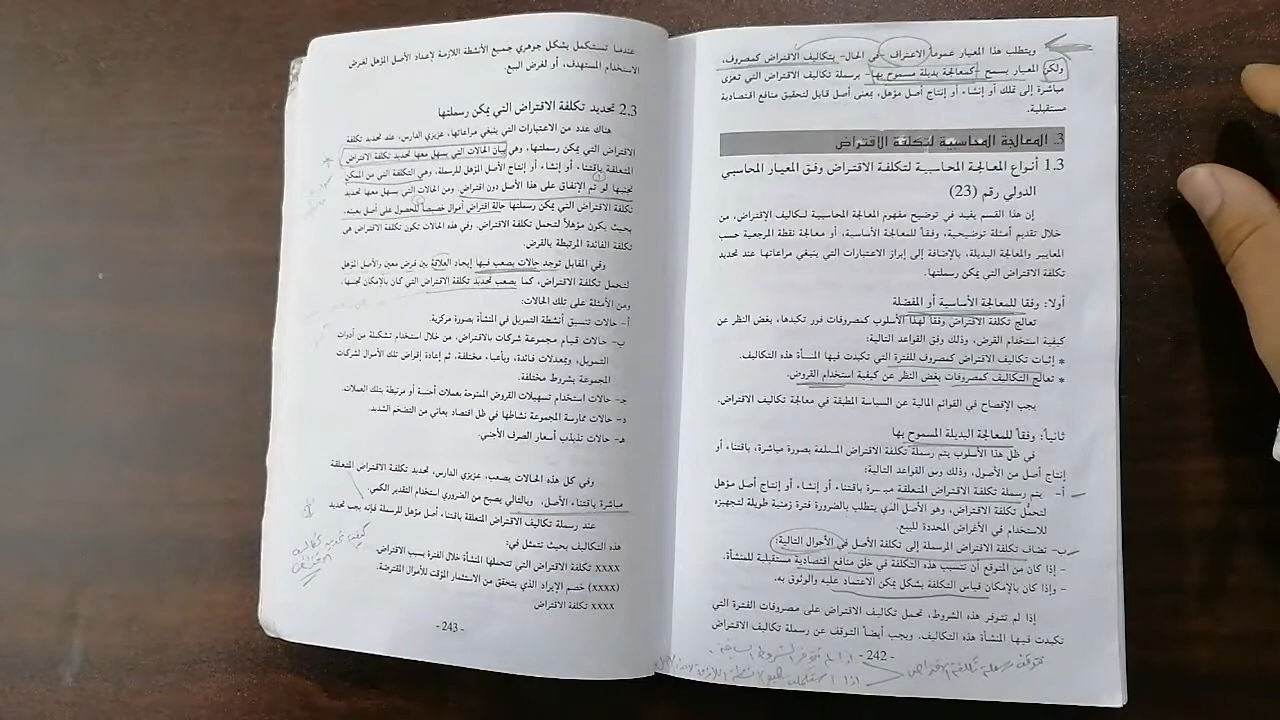 ويتطلب هذا المعيار عموماً الاعتراف -في الحال- بتكاليف الاقتراض كمصروف،
ولكن المعيار يسمح -كمعالجة بديلة مسموح بها- برسملة تكاليف الاقتراض التي تعزى
مباشرة إلى تملك أو إنشاء أو إنتاج أصل مؤهل، بمعنى أصل قابل لتحقيق منافع اقتصادية
مستقبلية.
3. المعالجة المحاسبية لتكلفة الاقتراض
1.3 أنواع المعالجة المحاسبية لتكلفة الاقتراض وفق المعيار المحاسبي
الدولي رقم (23)
إن هذا القسم يفيد في توضيح مفهوم المعالجة المحاسبية لتكاليف الإقتراض، من
خلال تقديم أمثلة توضيحية، وفقاً للمعالجة الأساسية، أو معالجة نقطة المرجعية حسب
المعايير والمعالجة البديلة، بالإضافة إلى إبراز الاعتبارات التي ينبغي مراعاتها عند تحديد
تكلفة الاقتراض التي يمكن رسملتها.
أولا: وفقا للمعالجة الأساسية أو المفضلة
تعالج تكلفة الاقتراض وفقاً لهذا الأسلوب كمصروفات فور تكبدها، بغض النظر عن
كيفية استخدام القرض، وذلك وفق القواعد التالية:
* إثبات تكاليف الاقتراض كمصروف للفترة التي تكبدت فيها المنشأة هذه التكاليف.
* تعالج التكاليف كمصروفات بغض النظر عن كيفية استخدام القروض.
يجب الإفصاح في القوائم المالية عن السياسة المطبقة في معالجة تكاليف الاقتراض.
ثانياً: وفقاً للمعالجة البديلة المسموح بها
في ظل هذا الأسلوب يتم رسملة تكلفة الاقتراض المتعلقة بصورة مباشرة، باقتناء أو
إنتاج أصل من الأصول، وذلك وفق القواعد التالية:
أ- يتم رسملة تكلفة الاقتراض المتعلقة مباشرة باقتناء أو إنشاء أو إنتاج أصل مؤهل
لتحمُّل تكلفة الاقتراض، وهو الأصل الذي يتطلب بالضرورة فترة زمنية طويلة لتجهيزه
للاستخدام في الأغراض المحددة للبيع.
ب- تضاف تكلفة الاقتراض المرسملة إلى تكلفة الأصل في الأحوال التالية:
- إذا كان من المتوقع أن تتسبب هذه التكلفة في خلق منافع اقتصادية مستقبلية للمنشأة.
- وإذا كان بالإمكان قياس التكلفة بشكل يمكن الاعتماد عليه والوثوق به.
إذا لم تتوفر هذه الشروط، تحمل تكاليف الاقتراض على مصروفات الفترة التي
تكبدت فيها المنشأة هذه التكاليف. ويجب أيضاً التوقف عن رسملة تكاليف الاقتراض
- 242 -
تتوقف رسملة تكلفة الاقتراض
اذا لم تتوفر الشروط السابقة
عندما تستكمل بشكل جوهري جميع الأنشطة اللازمة لإعداد الأصل المؤهل لغرض
الاستخدام المستهدف، أو لغرض البيع.
2.3 تحديد تكلفة الاقتراض التي يمكن رسملتها
هناك عدد من الاعتبارات التي ينبغي مراعاتها، عزيزي الدارس، عند تحديد تكلفة
الاقتراض التي يمكن رسملتها، وهي بيان الحالات التي يسهل معها تحديد تكلفة الاقتراض
المتعلقة باقتناء، أو إنشاء، أو إنتاج الأصل المؤهل للرسملة، وهي التكلفة التي من الممكن
تجنبها لو تم الإنفاق على هذا الأصل دون اقتراض. ومن الحالات التي يسهل معها تحديد
تكلفة الاقتراض التي يمكن رسملتها حالة اقتراض أموال خصيصاً للحصول على أصل بعينه،
بحيث يكون مؤهلاً لتحمل تكلفة الاقتراض. وفي هذه الحالات تكون تكلفة الاقتراض هي
تكلفة الفائدة المرتبطة بالقرض.
وفي المقابل توجد حالات يصعب فيها إيجاد العلاقة بين قرض معين والأصل المؤهل
لتحمل تكلفة الاقتراض، كما يصعب تحديد تكلفة الاقتراض التي كان بالإمكان تجنبها.
ومن الأمثلة على تلك الحالات:
أ- حالات تنسيق أنشطة التمويل في المنشأة بصورة مركزية.
ب- حالات قيام مجموعة شركات بالاقتراض، من خلال استخدام تشكيلة من أدوات
التمويل، وبمعدلات فائدة، وبأعباء مختلفة، ثم إعادة إقراض تلك الأموال لشركات
المجموعة بشروط مختلفة.
جـ- حالات استخدام تسهيلات القروض الممنوحة بعملات أجنبية أو مرتبطة بتلك العملات.
د- حالات ممارسة المجموعة نشاطها في ظل اقتصاد يعاني من التضخم الشديد.
هـ- حالات تذبذب أسعار الصرف الأجنبي.
وفي كل هذه الحالات يصعب، عزيزي الدارس، تحديد تكلفة الاقتراض المتعلقة
مباشرة باقتناء الأصل، وبالتالي يصبح من الضروري استخدام التقدير الكمي.
عند رسملة تكاليف الاقتراض المتعلقة باقتناء أصل مؤهل للرسملة فإنه يجب تحديد
هذه التكاليف بحيث تتمثل في:
xxxx تكلفة الاقتراض التي تتحملها المنشأة خلال الفترة بسبب الاقتراض.
(xxxx) خصم الإيراد الذي يتحقق من الاستثمار المؤقت للأموال المقترضة.
xxxx تكلفة الاقتراض
- 243 -